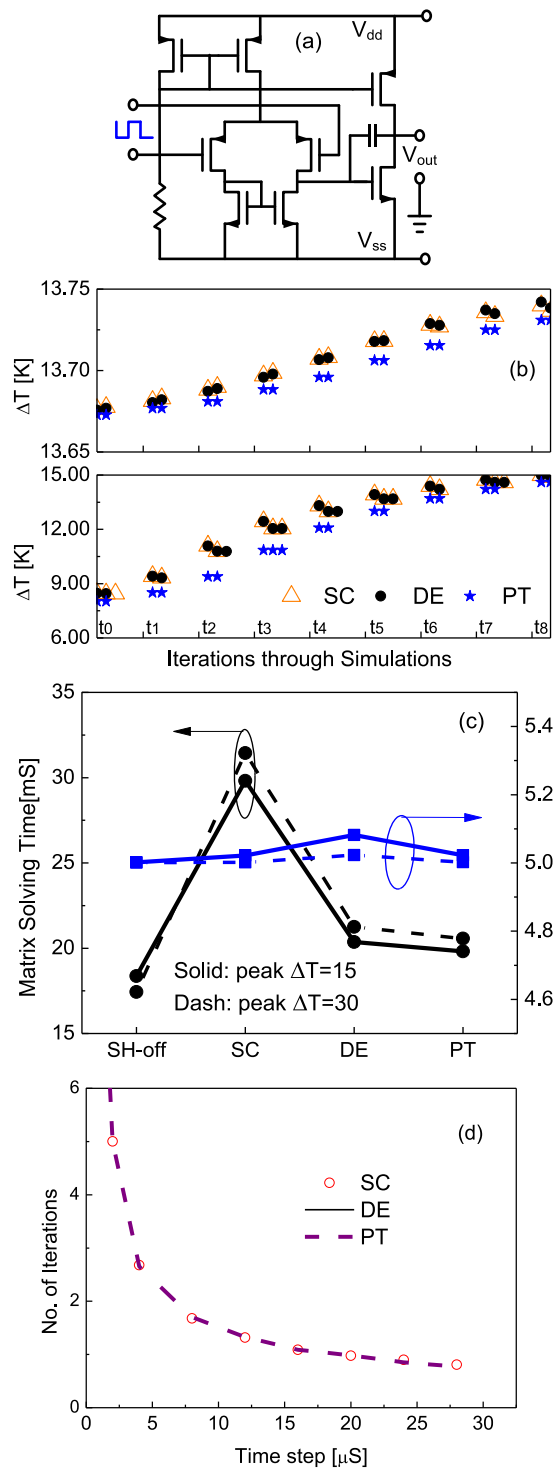 (a)
V_dd
V_out
V_ss
13.75
13.70
13.65
ΔT [K]
(b)
15.00
12.00
9.00
6.00
ΔT [K]
SC DE PT
t0 t1 t2 t3 t4 t5 t6 t7 t8
Iterations through Simulations
(c)
35
30
25
20
15
Matrix Solving Time[mS]
5.4
5.2
5.0
4.8
4.6
Solid: peak ΔT=15
Dash: peak ΔT=30
SH-off SC DE PT
(d)
6
4
2
0
No. of Iterations
SC
DE
PT
0 5 10 15 20 25 30
Time step [μS]